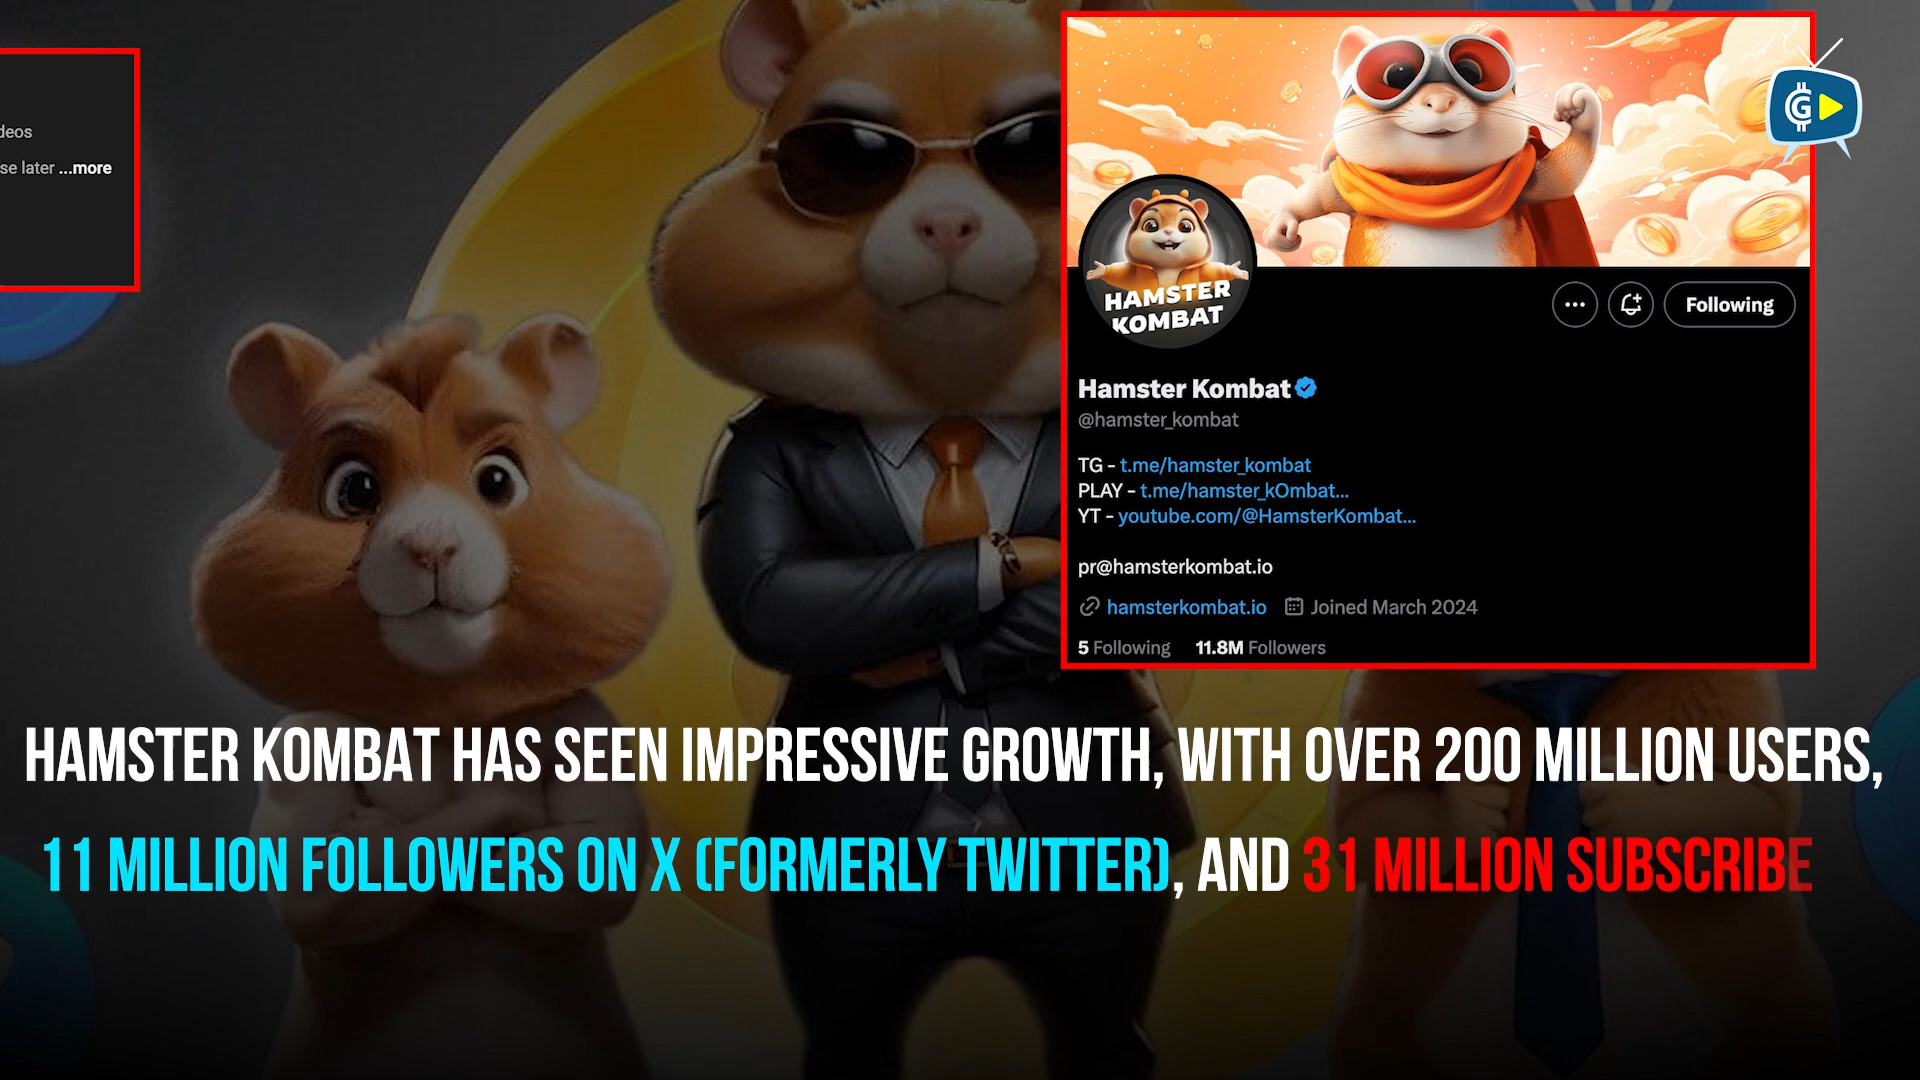 deos
se later ...more
HAMSTER
KOMBAT
Following
Hamster Kombat
@hamster_kombat
TG - t.me/hamster_kombat
PLAY - t.me/hamster_kOmbat...
YT - youtube.com/@HamsterKombat...
pr@hamsterkombat.io
hamsterkombat.io Joined March 2024
5 Following 11.8M Followers
HAMSTER KOMBAT HAS SEEN IMPRESSIVE GROWTH, WITH OVER 200 MILLION USERS,
11 MILLION FOLLOWERS ON X (FORMERLY TWITTER), AND 31 MILLION SUBSCRIBE